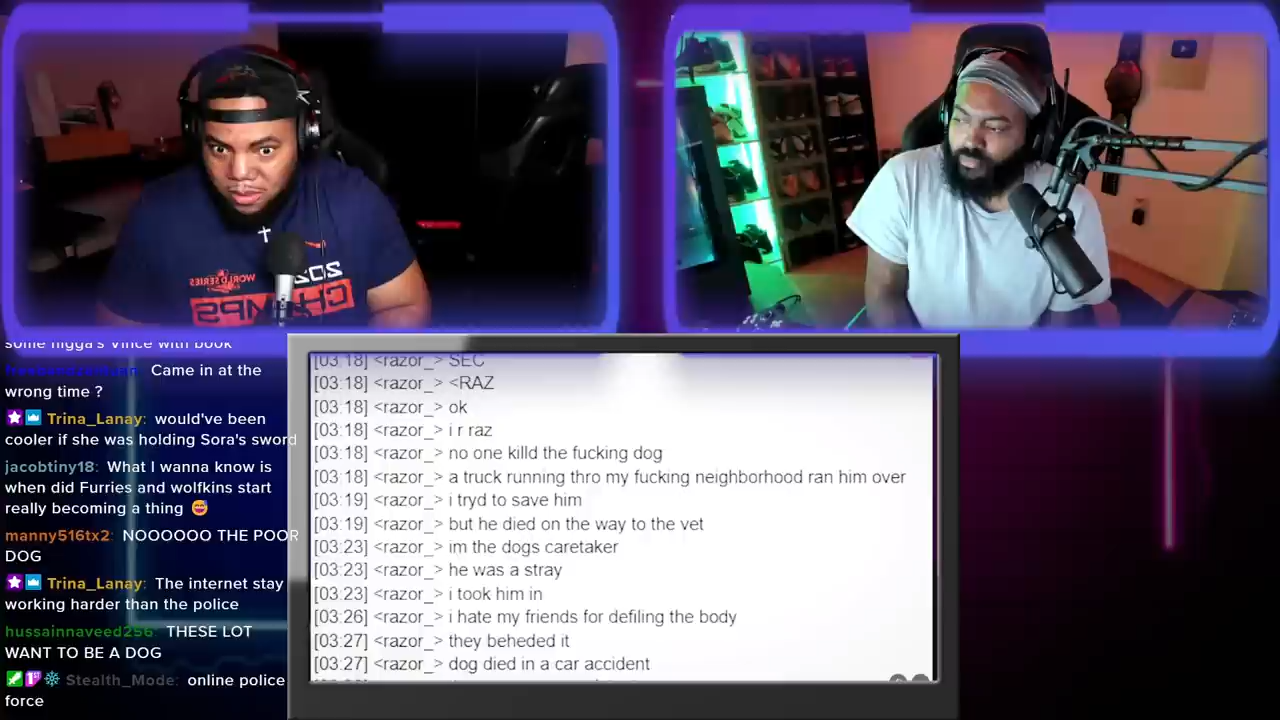 some nigga's Vince with book
Came in at the
wrong time ?
Trina_Lanay: would've been
cooler if she was holding Sora's sword
jacobtiny18: What I wanna know is
when did Furries and wolfkins start
really becoming a thing 😅
manny516tx2: NOOOOOO THE POOR
DOG
Trina_Lanay: The internet stay
working harder than the police
hussainnaveed256: THESE LOT
WANT TO BE A DOG
Stealth_Mode: online police
force
[03:18] <razor_> SEC
[03:18] <razor_> <RAZ
[03:18] <razor_> ok
[03:18] <razor_> i r raz
[03:18] <razor_> no one killd the fucking dog
[03:18] <razor_> a truck running thro my fucking neighborhood ran him over
[03:19] <razor_> i tryd to save him
[03:19] <razor_> but he died on the way to the vet
[03:23] <razor_> im the dogs caretaker
[03:23] <razor_> he was a stray
[03:23] <razor_> i took him in
[03:26] <razor_> i hate my friends for defiling the body
[03:27] <razor_> they beheded it
[03:27] <razor_> dog died in a car accident
WORLD SERIES
CHAMPS